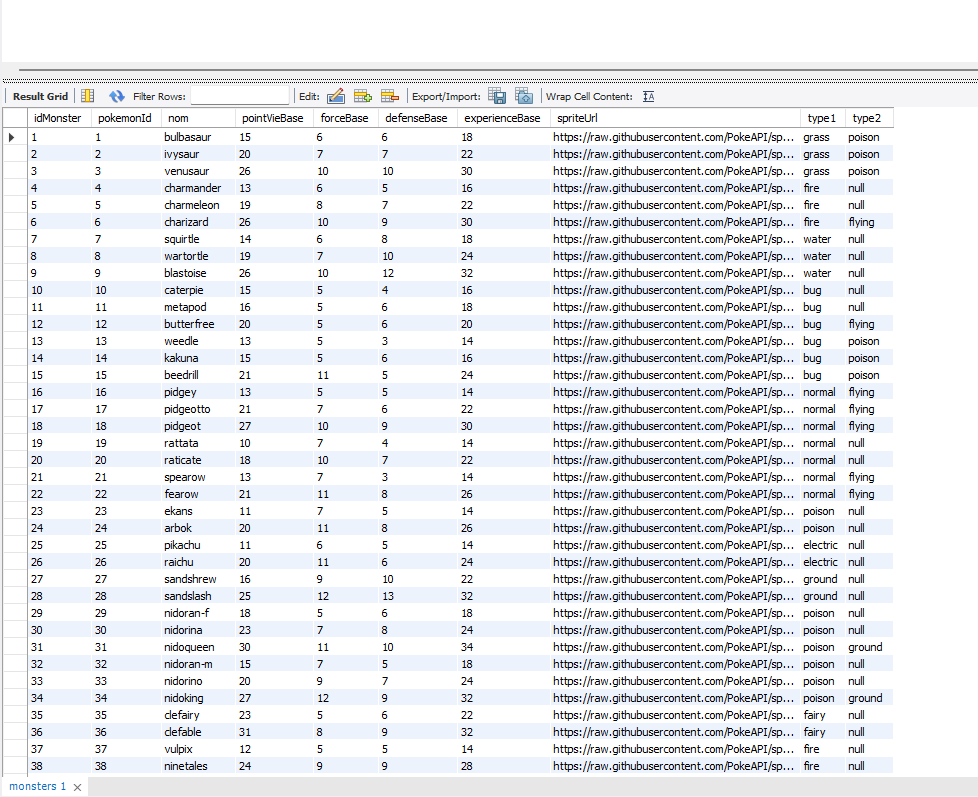 Result Grid Filter Rows: Edit: Export/Import: Wrap Cell Content:
idMonster pokemonId nom pointVieBase forceBase defenseBase experienceBase spriteUrl type1 type2
1 1 bulbasaur 15 6 6 18 https://raw.githubusercontent.com/PokeAPI/sp... grass poison
2 2 ivysaur 20 7 7 22 https://raw.githubusercontent.com/PokeAPI/sp... grass poison
3 3 venusaur 26 10 10 30 https://raw.githubusercontent.com/PokeAPI/sp... grass poison
4 4 charmander 13 6 5 16 https://raw.githubusercontent.com/PokeAPI/sp... fire null
5 5 charmeleon 19 8 7 22 https://raw.githubusercontent.com/PokeAPI/sp... fire null
6 6 charizard 26 10 9 30 https://raw.githubusercontent.com/PokeAPI/sp... fire flying
7 7 squirtle 14 6 8 18 https://raw.githubusercontent.com/PokeAPI/sp... water null
8 8 wartortle 19 7 10 24 https://raw.githubusercontent.com/PokeAPI/sp... water null
9 9 blastoise 26 10 12 32 https://raw.githubusercontent.com/PokeAPI/sp... water null
10 10 caterpie 15 5 4 16 https://raw.githubusercontent.com/PokeAPI/sp... bug null
11 11 metapod 16 5 6 18 https://raw.githubusercontent.com/PokeAPI/sp... bug null
12 12 butterfree 20 5 6 20 https://raw.githubusercontent.com/PokeAPI/sp... bug flying
13 13 weedle 13 5 3 14 https://raw.githubusercontent.com/PokeAPI/sp... bug poison
14 14 kakuna 15 5 6 16 https://raw.githubusercontent.com/PokeAPI/sp... bug poison
15 15 beedrill 21 11 5 24 https://raw.githubusercontent.com/PokeAPI/sp... bug poison
16 16 pidgey 13 5 5 14 https://raw.githubusercontent.com/PokeAPI/sp... normal flying
17 17 pidgeotto 21 7 6 22 https://raw.githubusercontent.com/PokeAPI/sp... normal flying
18 18 pidgeot 27 10 9 30 https://raw.githubusercontent.com/PokeAPI/sp... normal flying
19 19 rattata 10 7 4 14 https://raw.githubusercontent.com/PokeAPI/sp... normal null
20 20 raticate 18 10 7 22 https://raw.githubusercontent.com/PokeAPI/sp... normal null
21 21 spearow 13 7 3 14 https://raw.githubusercontent.com/PokeAPI/sp... normal flying
22 22 fearow 21 11 8 26 https://raw.githubusercontent.com/PokeAPI/sp... normal flying
23 23 ekans 11 7 5 14 https://raw.githubusercontent.com/PokeAPI/sp... poison null
24 24 arbok 20 11 8 26 https://raw.githubusercontent.com/PokeAPI/sp... poison null
25 25 pikachu 11 6 5 14 https://raw.githubusercontent.com/PokeAPI/sp... electric null
26 26 raichu 20 11 6 24 https://raw.githubusercontent.com/PokeAPI/sp... electric null
27 27 sandshrew 16 9 10 22 https://raw.githubusercontent.com/PokeAPI/sp... ground null
28 28 sandslash 25 12 13 32 https://raw.githubusercontent.com/PokeAPI/sp... ground null
29 29 nidoran-f 18 5 6 18 https://raw.githubusercontent.com/PokeAPI/sp... poison null
30 30 nidorina 23 7 8 24 https://raw.githubusercontent.com/PokeAPI/sp... poison null
31 31 nidoqueen 30 11 10 34 https://raw.githubusercontent.com/PokeAPI/sp... poison ground
32 32 nidoran-m 15 7 5 18 https://raw.githubusercontent.com/PokeAPI/sp... poison null
33 33 nidorino 20 9 7 24 https://raw.githubusercontent.com/PokeAPI/sp... poison null
34 34 nidoking 27 12 9 32 https://raw.githubusercontent.com/PokeAPI/sp... poison ground
35 35 clefairy 23 5 6 22 https://raw.githubusercontent.com/PokeAPI/sp... fairy null
36 36 clefable 31 8 9 32 https://raw.githubusercontent.com/PokeAPI/sp... fairy null
37 37 vulpix 12 5 5 14 https://raw.githubusercontent.com/PokeAPI/sp... fire null
38 38 ninetales 24 9 9 28 https://raw.githubusercontent.com/PokeAPI/sp... fire null
monsters 1